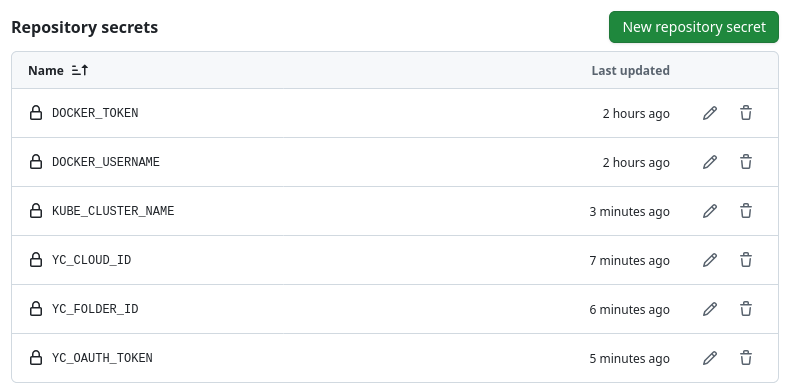 Repository secrets
New repository secret
Name Last updated
DOCKER_TOKEN 2 hours ago
DOCKER_USERNAME 2 hours ago
KUBE_CLUSTER_NAME 3 minutes ago
YC_CLOUD_ID 7 minutes ago
YC_FOLDER_ID 6 minutes ago
YC_OAUTH_TOKEN 5 minutes ago